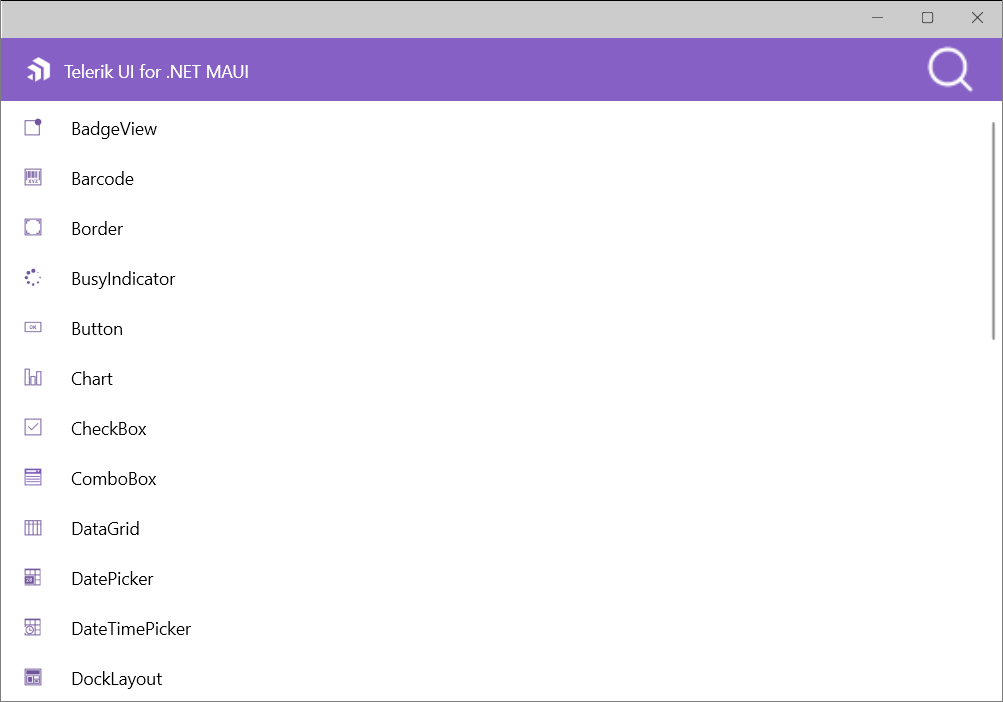 Telerik UI for .NET MAUI
BadgeView
Barcode
Border
BusyIndicator
Button
Chart
CheckBox
ComboBox
DataGrid
DatePicker
DateTimePicker
DockLayout